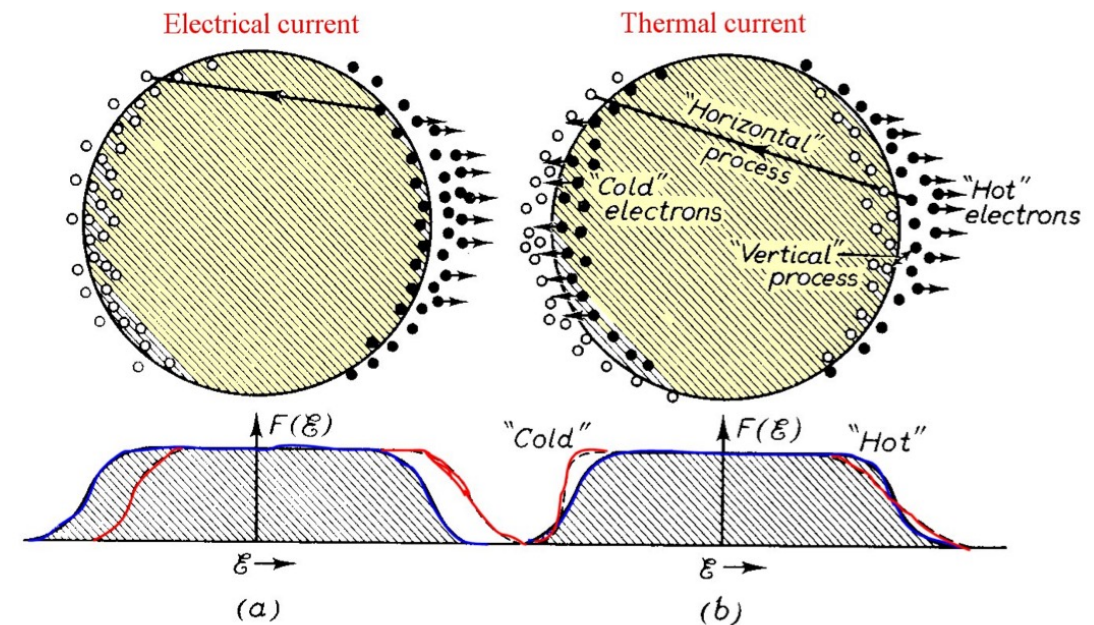 Electrical current
Thermal current
"Horizontal"
process
"Cold"
electrons
"Hot"
electrons
"Vertical"
process
F(ℰ)
"Cold"
F(ℰ)
"Hot"
ℰ→
ℰ→
(a)
(b)